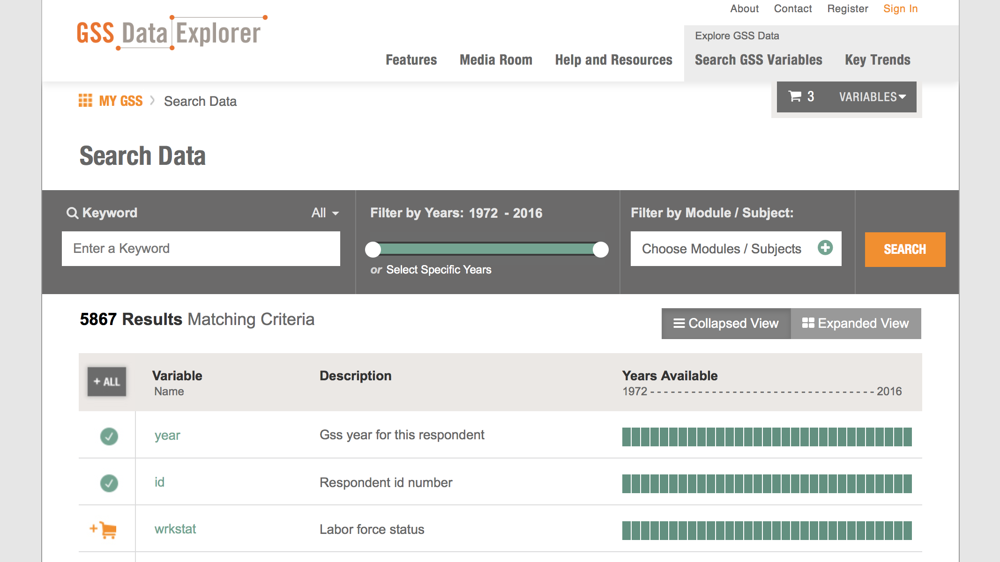 About Contact Register Sign In
GSS Data Explorer
Explore GSS Data
Features Media Room Help and Resources Search GSS Variables Key Trends
MY GSS Search Data
3 VARIABLES
Search Data
Keyword All
Enter a Keyword
Filter by Years: 1972 - 2016
or Select Specific Years
Filter by Module / Subject:
Choose Modules / Subjects
SEARCH
5867 Results Matching Criteria
Collapsed View Expanded View
+ ALL
Variable
Name
Description
Years Available
1972 - - - - - - - - - - - - - - - - - - - - - - - - - - - - - - - - - 2016
year Gss year for this respondent
id Respondent id number
+ wrkstat Labor force status